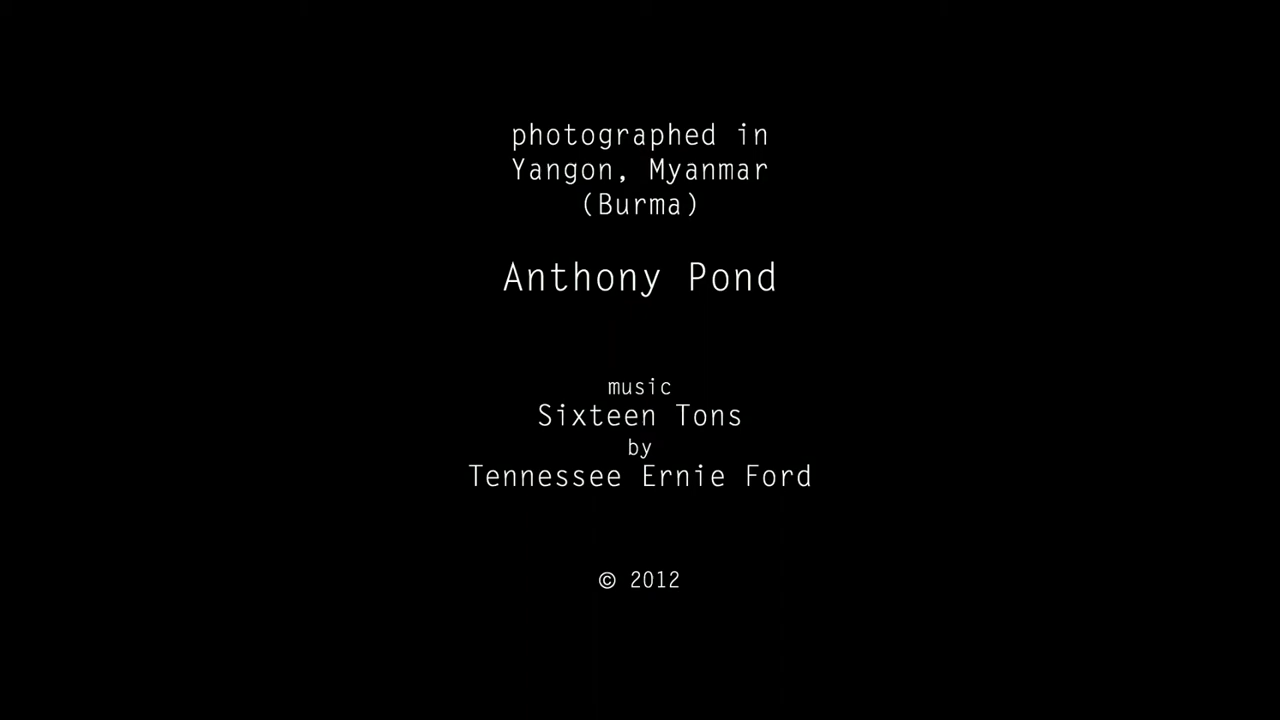 photographed in
Yangon, Myanmar
(Burma)
Anthony Pond
music
Sixteen Tons
by
Tennessee Ernie Ford
© 2012